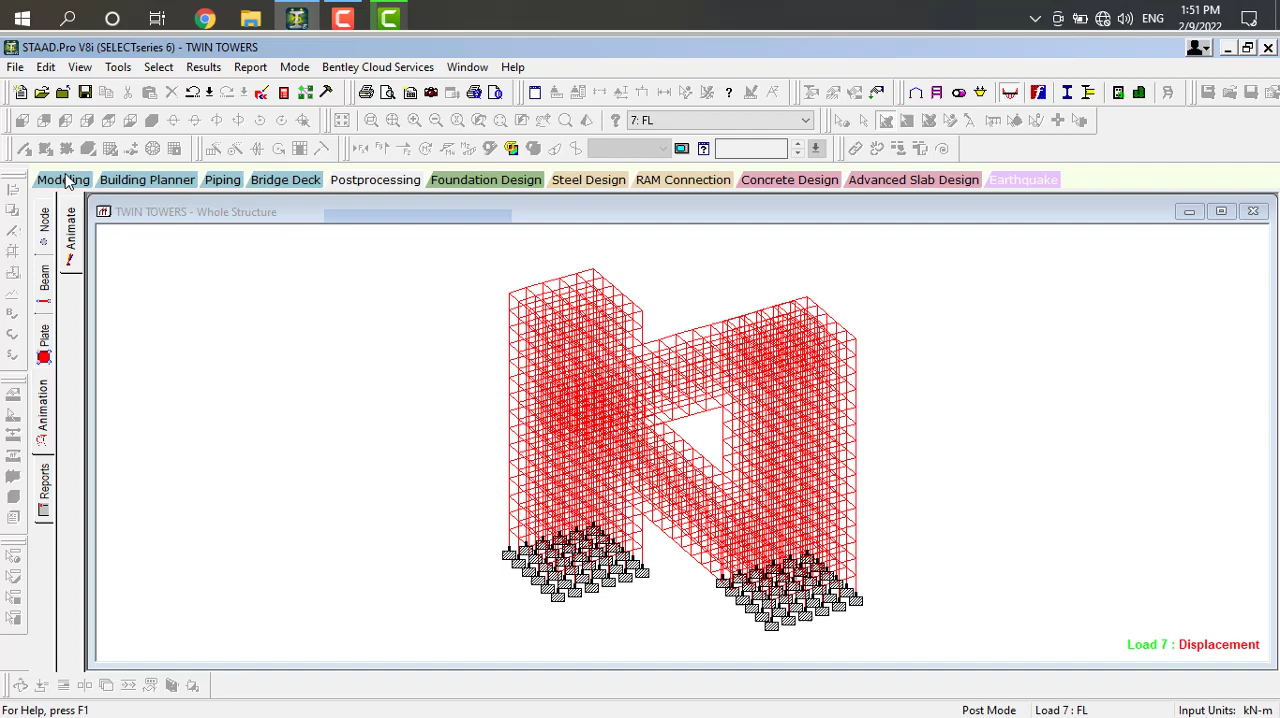 1:51 PM
ENG
2/9/2022
STAAD.Pro V8i (SELECTseries 6) - TWIN TOWERS
File Edit View Tools Select Results Report Mode Bentley Cloud Services Window Help
7: FL
Modeling Building Planner Piping Bridge Deck Postprocessing Foundation Design Steel Design RAM Connection Concrete Design Advanced Slab Design Earthquake
TWIN TOWERS - Whole Structure
Node
Animate
Beam
Plate
Animation
Reports
Load 7 : Displacement
For Help, press F1
Post Mode
Load 7 : FL
Input Units: kN-m